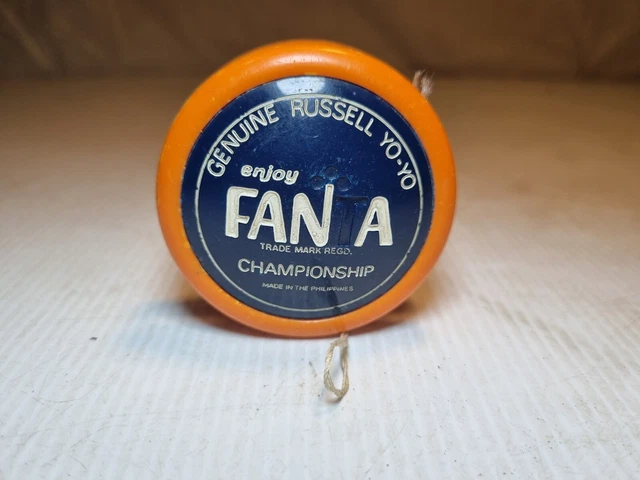 GENUINE RUSSELL YO-YO
enjoy
FANTA
TRADE MARK REGD.
CHAMPIONSHIP
MADE IN THE PHILIPPINES